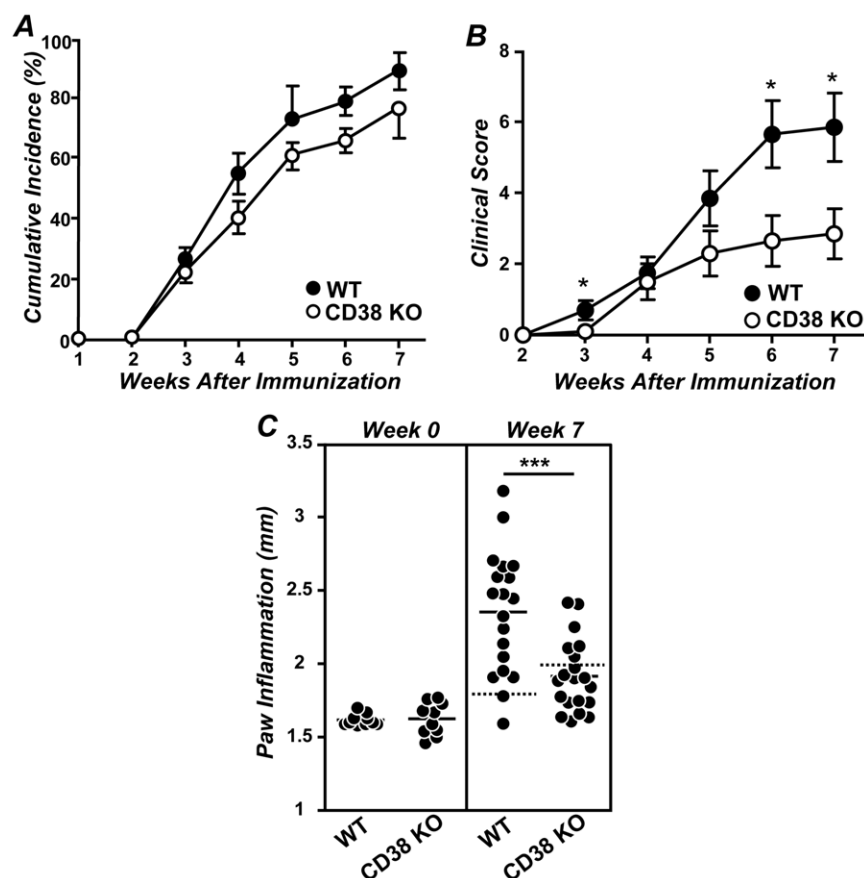 A
Cumulative Incidence (%)
100
80
60
40
20
0
1 2 3 4 5 6 7
Weeks After Immunization
WT
CD38 KO
B
Clinical Score
8
6
4
2
0
2 3 4 5 6 7
Weeks After Immunization
WT
CD38 KO
*
* *
C
Week 0 Week 7
Paw Inflammation (mm)
3.5
3
2.5
2
1.5
1
***
WT CD38 KO WT CD38 KO